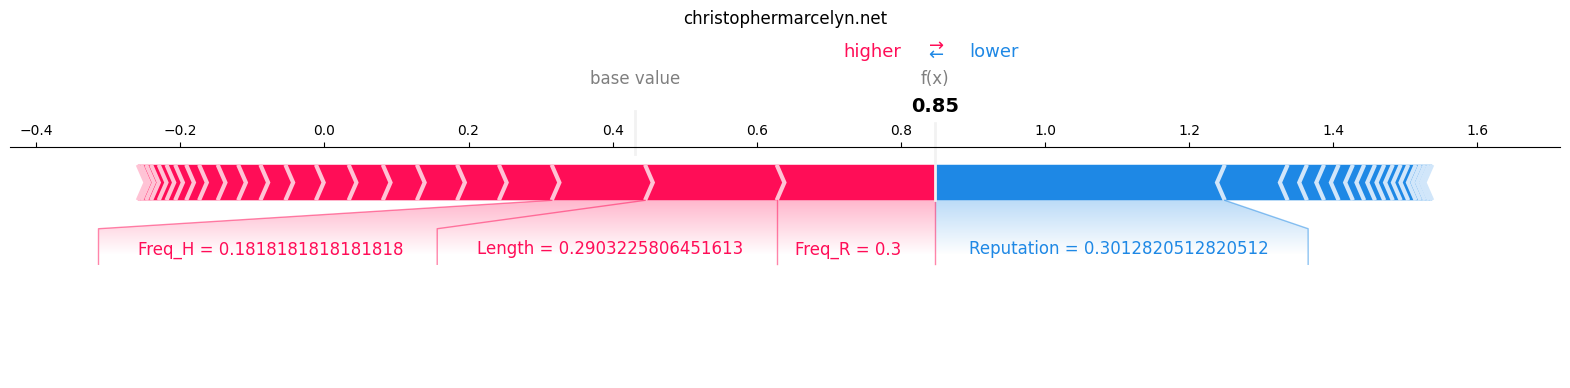 christophermarcelyn.net
higher ⇄ lower
base value f(x)
0.85
−0.4 −0.2 0.0 0.2 0.4 0.6 0.8 1.0 1.2 1.4 1.6
Freq_H = 0.1818181818181818 Length = 0.2903225806451613 Freq_R = 0.3 Reputation = 0.3012820512820512